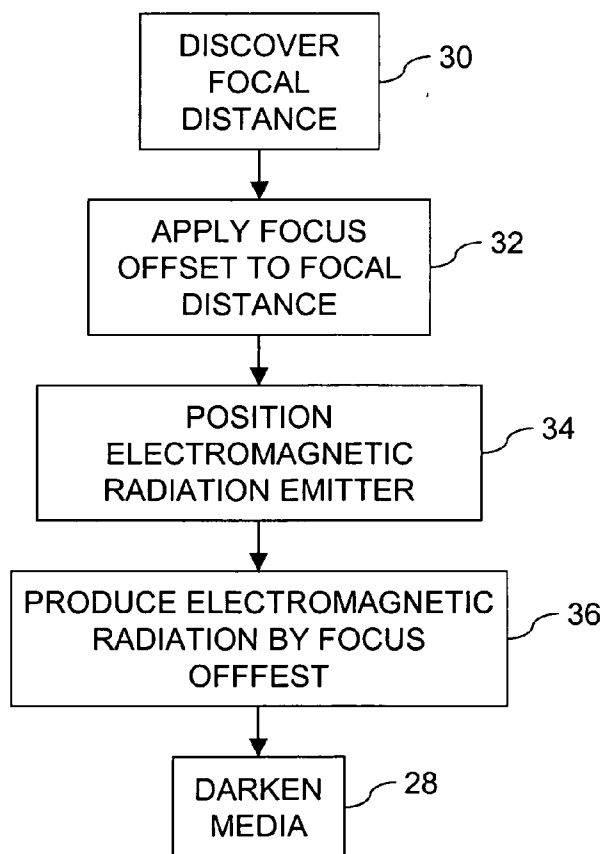 DISCOVER
FOCAL
DISTANCE
30
APPLY FOCUS
OFFSET TO FOCAL
DISTANCE
32
POSITION
ELECTROMAGNETIC
RADIATION EMITTER
34
PRODUCE ELECTROMAGNETIC
RADIATION BY FOCUS
OFFFEST
36
DARKEN
MEDIA
28